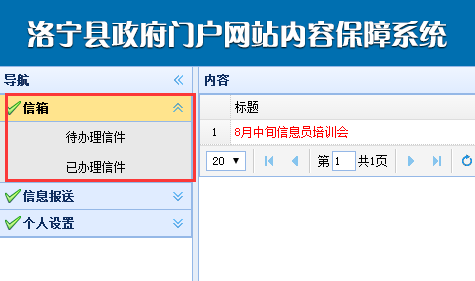 洛宁县政府门户网站内容保障系统
导航
信箱
待办理信件
已办理信件
信息报送
个人设置
内容
标题
1 8月中旬信息员培训会
20 第 1 共1页